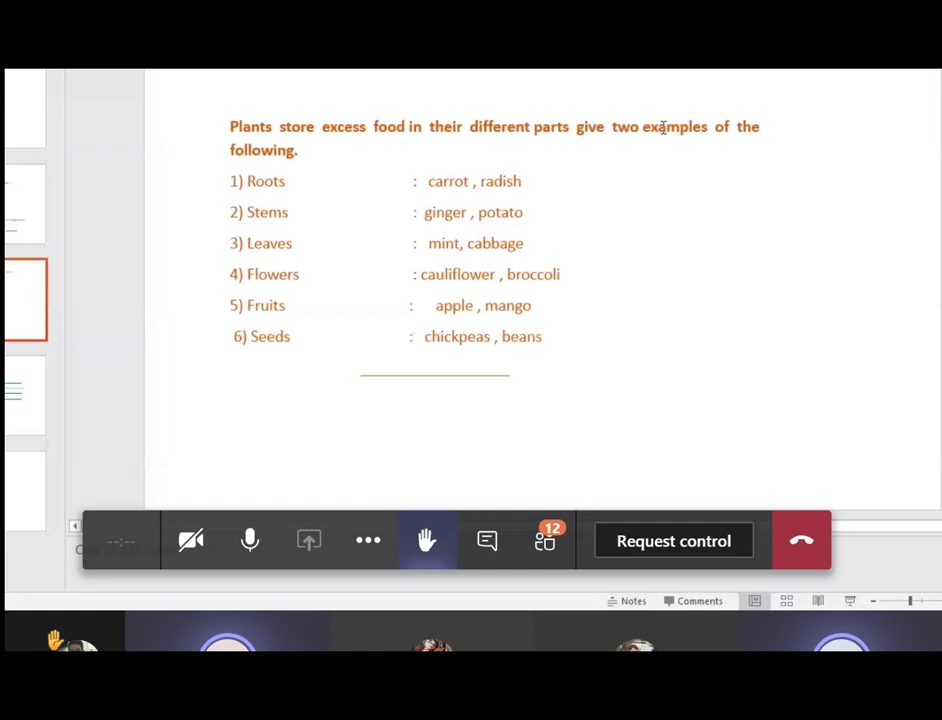 Plants store excess food in their different parts give two examples of the
following.
1) Roots : carrot , radish
2) Stems : ginger , potato
3) Leaves : mint, cabbage
4) Flowers : cauliflower , broccoli
5) Fruits : apple , mango
6) Seeds : chickpeas , beans
--:--
12
Request control
Notes Comments